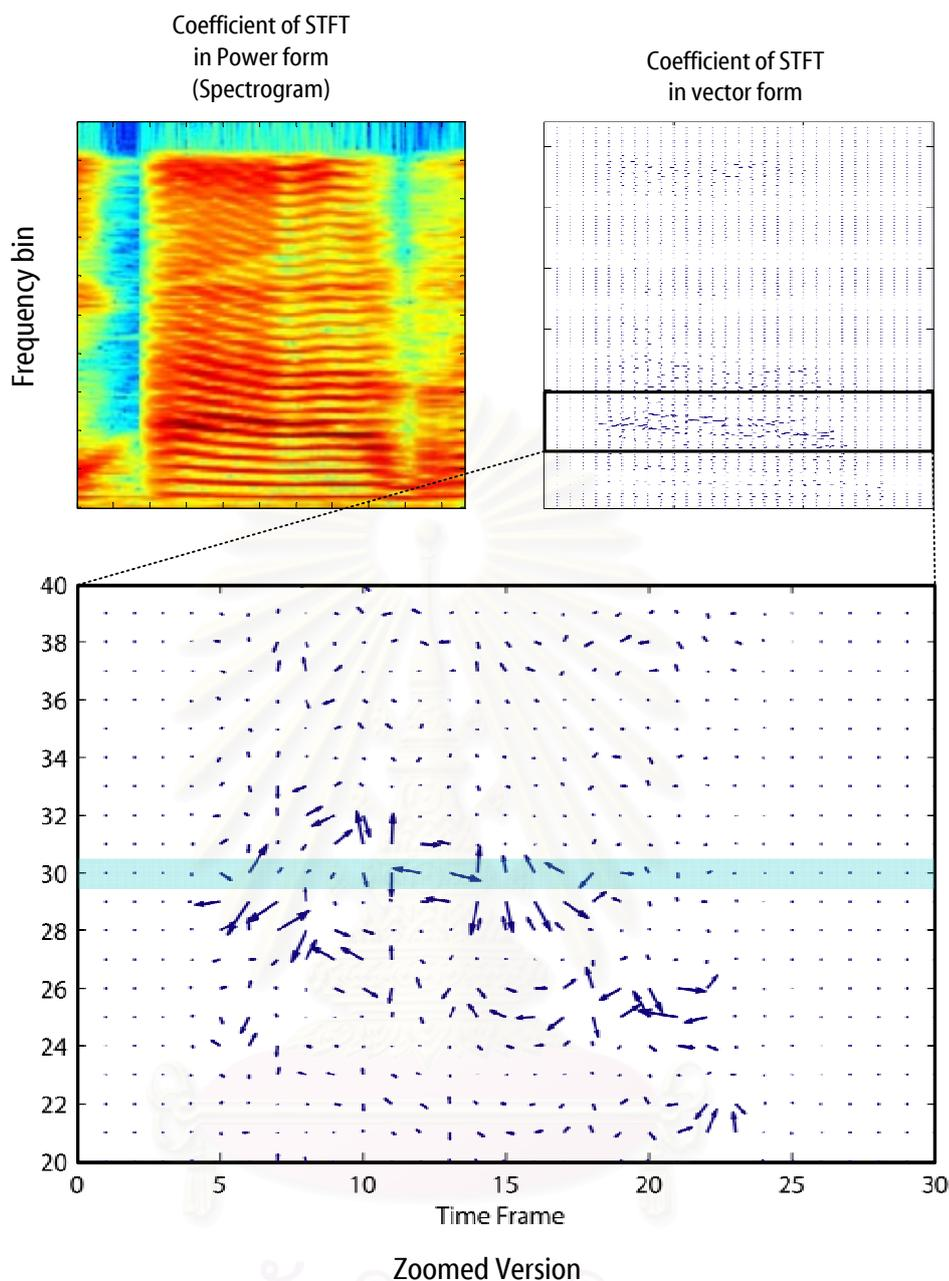 Coefficient of STFT
in Power form
(Spectrogram)
Coefficient of STFT
in vector form
Frequency bin
40
38
36
34
32
30
28
26
24
22
20
0 5 10 15 20 25 30
Time Frame
Zoomed Version